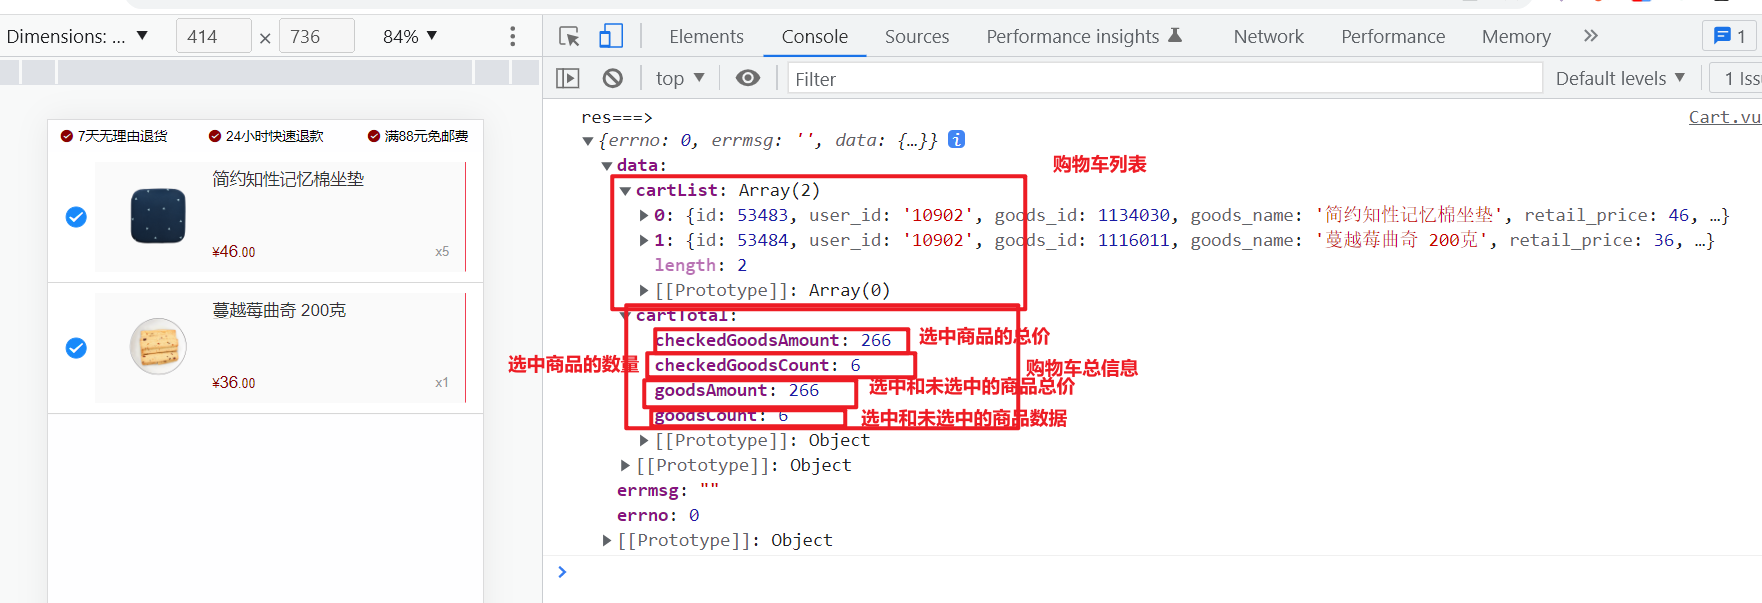 Dimensions: ... ▼ 414 × 736 84% ▼
Elements Console Sources Performance insights Network Performance Memory » 1
top ▼ Filter Default levels ▼ 1 Iss
7天无理由退货 24小时快速退款 满88元免邮费
简约知性记忆棉坐垫
¥46.00 x5
蔓越莓曲奇 200克
¥36.00 x1
res===> Cart.vu
▼{errno: 0, errmsg: '', data: {…}} i
▼data: 购物车列表
▼cartList: Array(2)
▶0: {id: 53483, user_id: '10902', goods_id: 1134030, goods_name: '简约知性记忆棉坐垫', retail_price: 46, …}
▶1: {id: 53484, user_id: '10902', goods_id: 1116011, goods_name: '蔓越莓曲奇 200克', retail_price: 36, …}
length: 2
▶[[Prototype]]: Array(0)
▼cartTotal:
checkedGoodsAmount: 266 选中商品的总价
选中商品的数量 checkedGoodsCount: 6 购物车总信息
goodsAmount: 266 选中和未选中的商品总价
goodsCount: 6 选中和未选中的商品数据
▶[[Prototype]]: Object
▶[[Prototype]]: Object
errmsg: ""
errno: 0
▶[[Prototype]]: Object
>